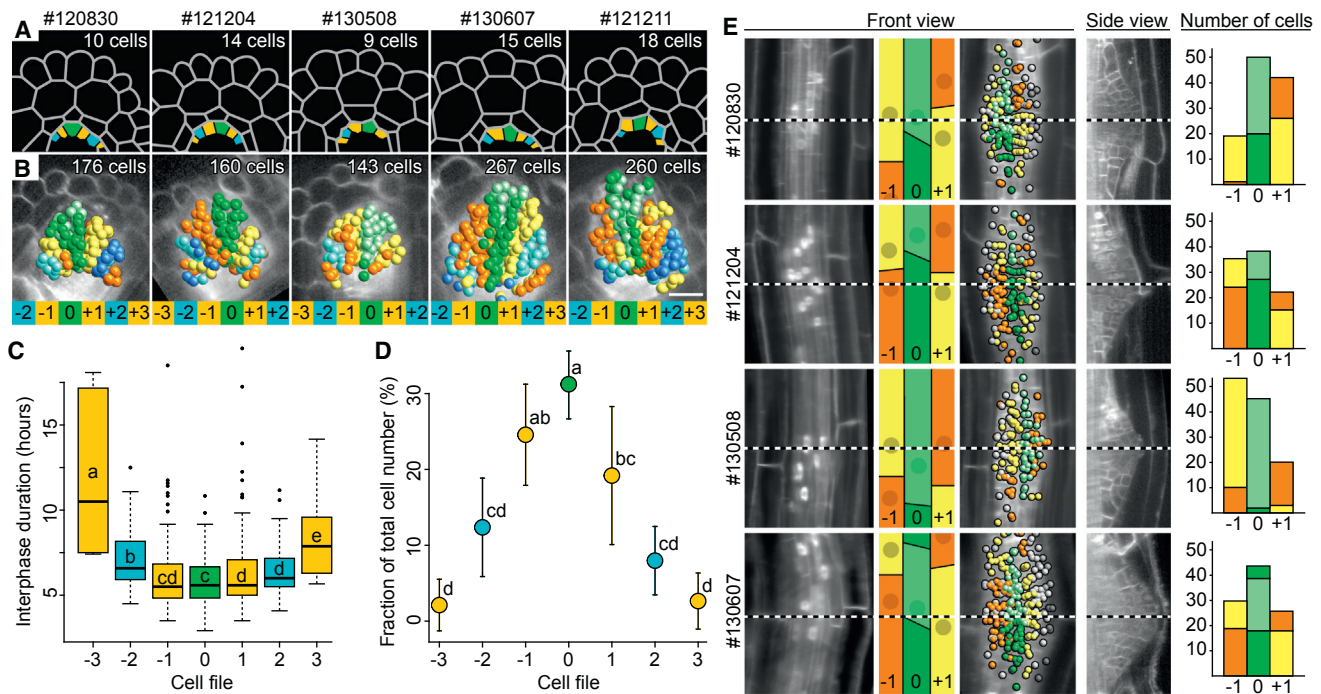 #120830 #121204 #130508 #130607 #121211
A
10 cells 14 cells 9 cells 15 cells 18 cells
B
176 cells 160 cells 143 cells 267 cells 260 cells
-2 -1 0 +1 +2 +3 -3 -2 -1 0 +1 +2 -3 -2 -1 0 +1 +2 -2 -1 0 +1 +2 +3 -2 -1 0 +1 +2 +3
C
Interphase duration (hours)
15
10
5
a
b
cd
c
d
d
e
-3 -2 -1 0 1 2 3
Cell file
D
Fraction of total cell number (%)
30
20
10
0
d
cd
ab
a
bc
cd
d
-3 -2 -1 0 1 2 3
Cell file
E
Front view Side view Number of cells
#120830
-1 0 +1
50
40
30
20
10
-1 0 +1
#121204
-1 0 +1
50
40
30
20
10
-1 0 +1
#130508
-1 0 +1
50
40
30
20
10
-1 0 +1
#130607
-1 0 +1
50
40
30
20
10
-1 0 +1